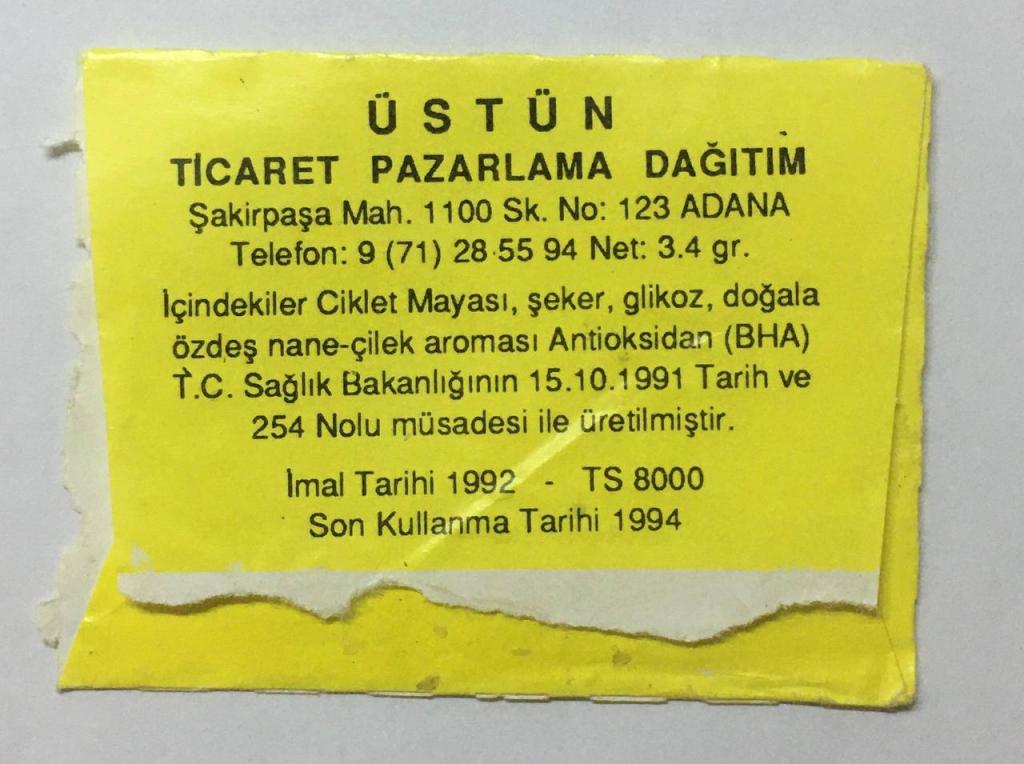 ÜSTÜN
TİCARET PAZARLAMA DAĞITIM
Şakirpaşa Mah. 1100 Sk. No: 123 ADANA
Telefon: 9 (71) 28 55 94 Net: 3.4 gr.
İçindekiler Ciklet Mayası, şeker, glikoz, doğala
özdeş nane-çilek aroması Antioksidan (BHA)
T.C. Sağlık Bakanlığının 15.10.1991 Tarih ve
254 Nolu müsadesi ile üretilmiştir.
İmal Tarihi 1992 - TS 8000
Son Kullanma Tarihi 1994